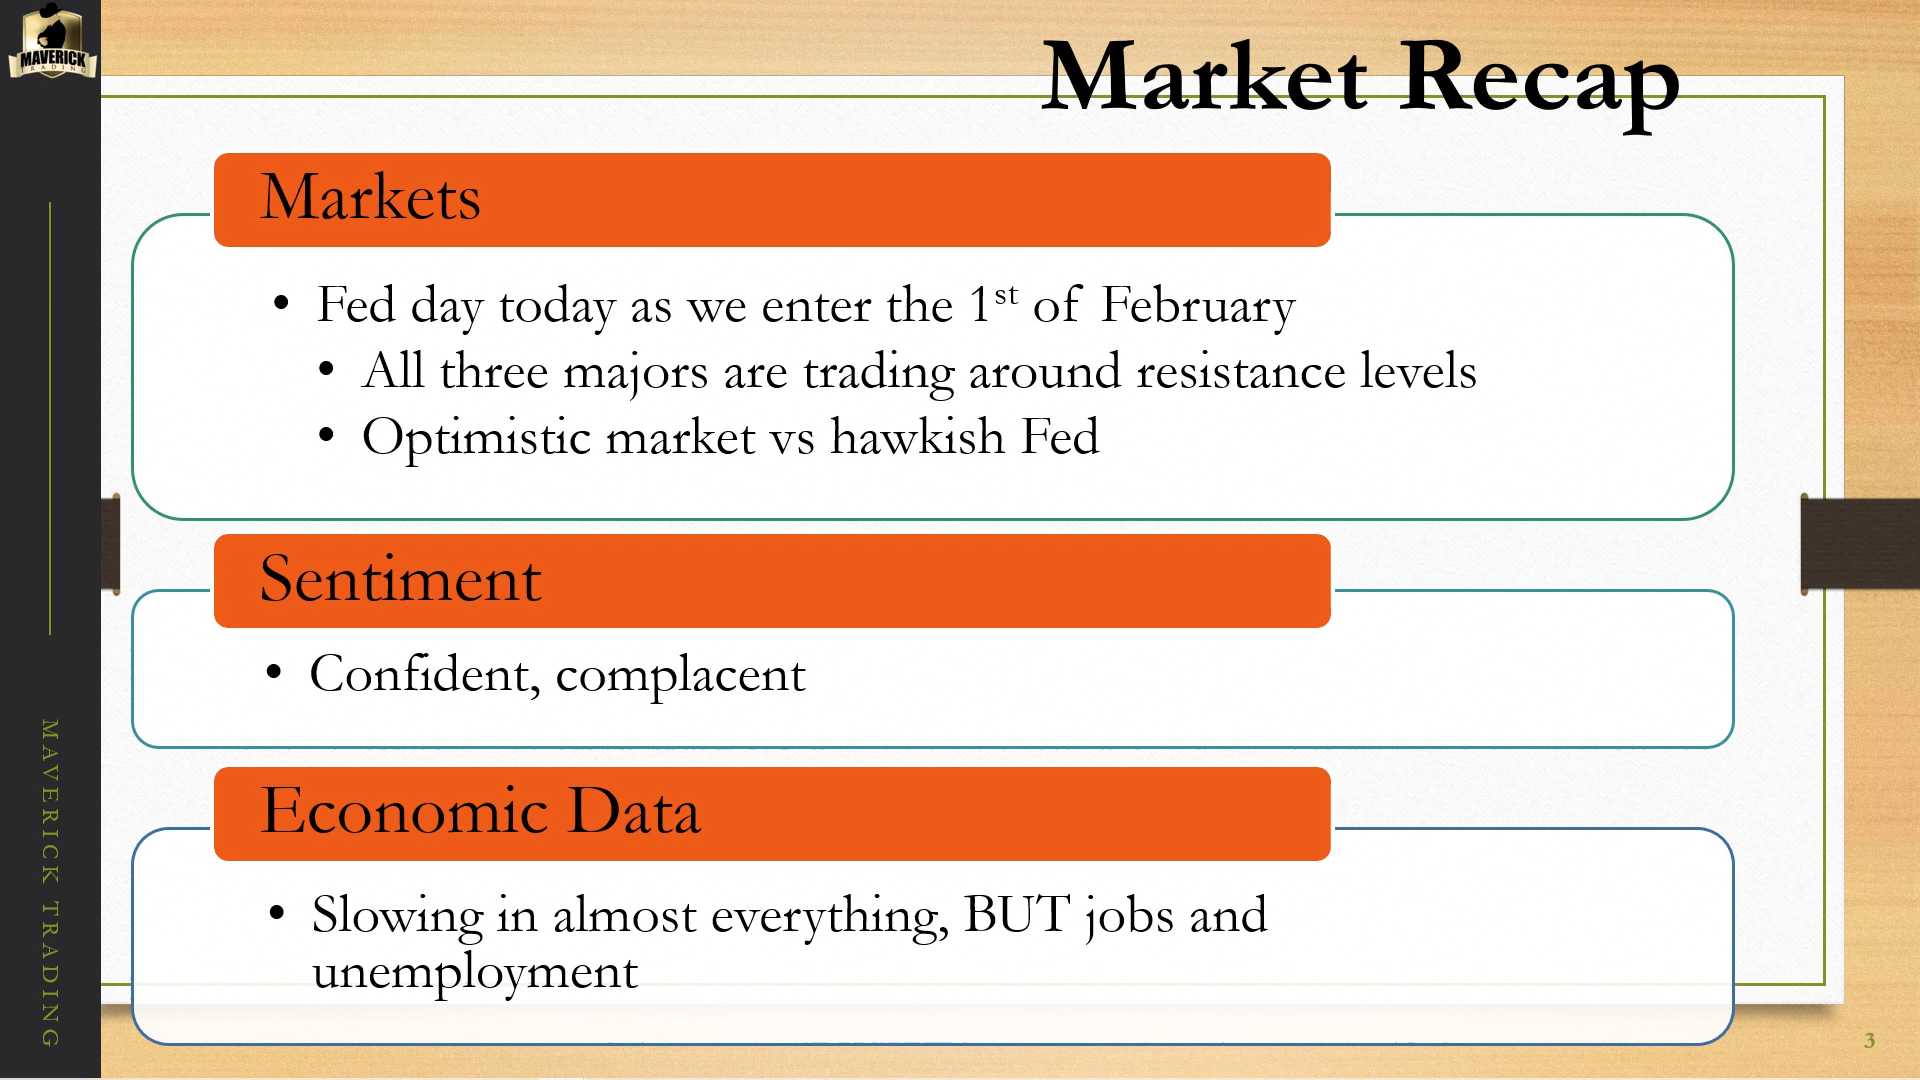 MAVERICK
TRADING
Market Recap
Markets
• Fed day today as we enter the 1st of February
• All three majors are trading around resistance levels
• Optimistic market vs hawkish Fed
Sentiment
• Confident, complacent
Economic Data
• Slowing in almost everything, BUT jobs and
unemployment
MAVERICK TRADING
3